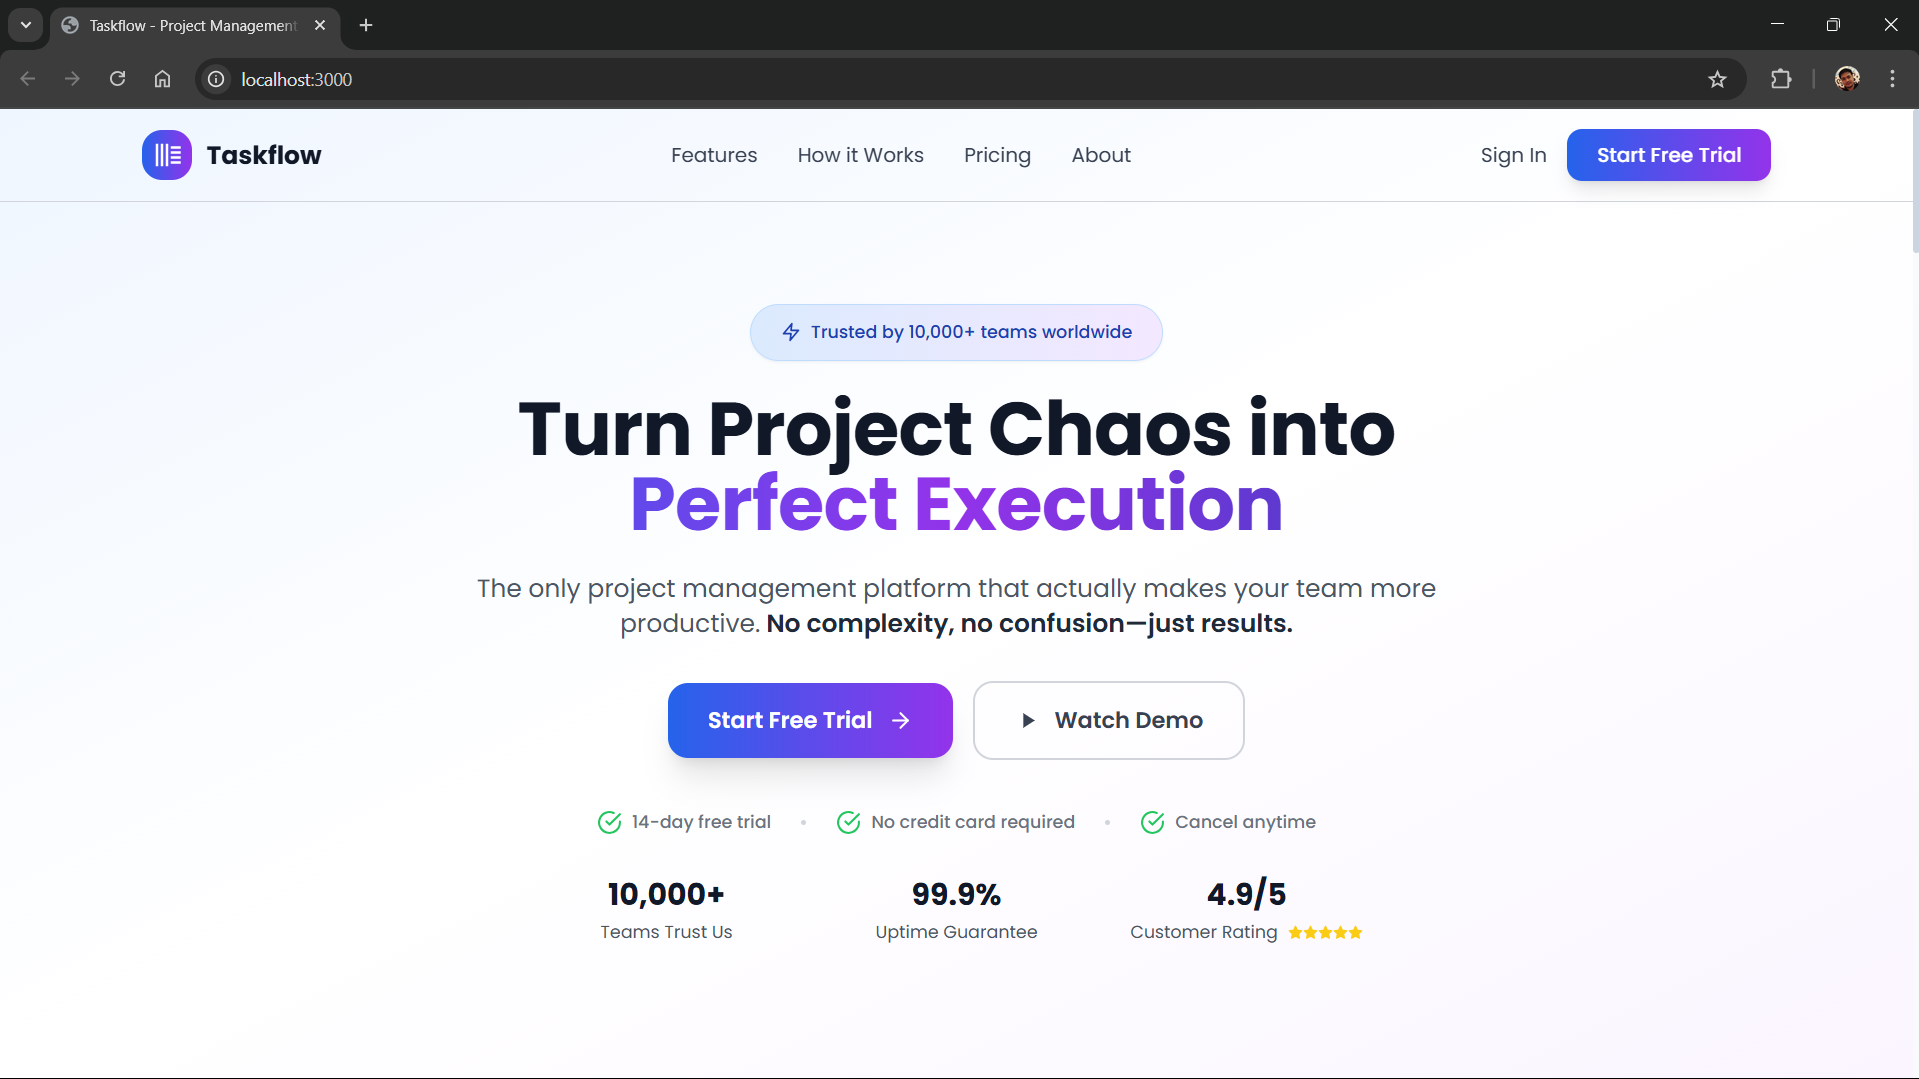 Taskflow - Project Management
localhost:3000
Taskflow
Features
How it Works
Pricing
About
Sign In
Start Free Trial
Trusted by 10,000+ teams worldwide
Turn Project Chaos into
Perfect Execution
The only project management platform that actually makes your team more
productive. No complexity, no confusion—just results.
Start Free Trial
Watch Demo
14-day free trial
No credit card required
Cancel anytime
10,000+
Teams Trust Us
99.9%
Uptime Guarantee
4.9/5
Customer Rating